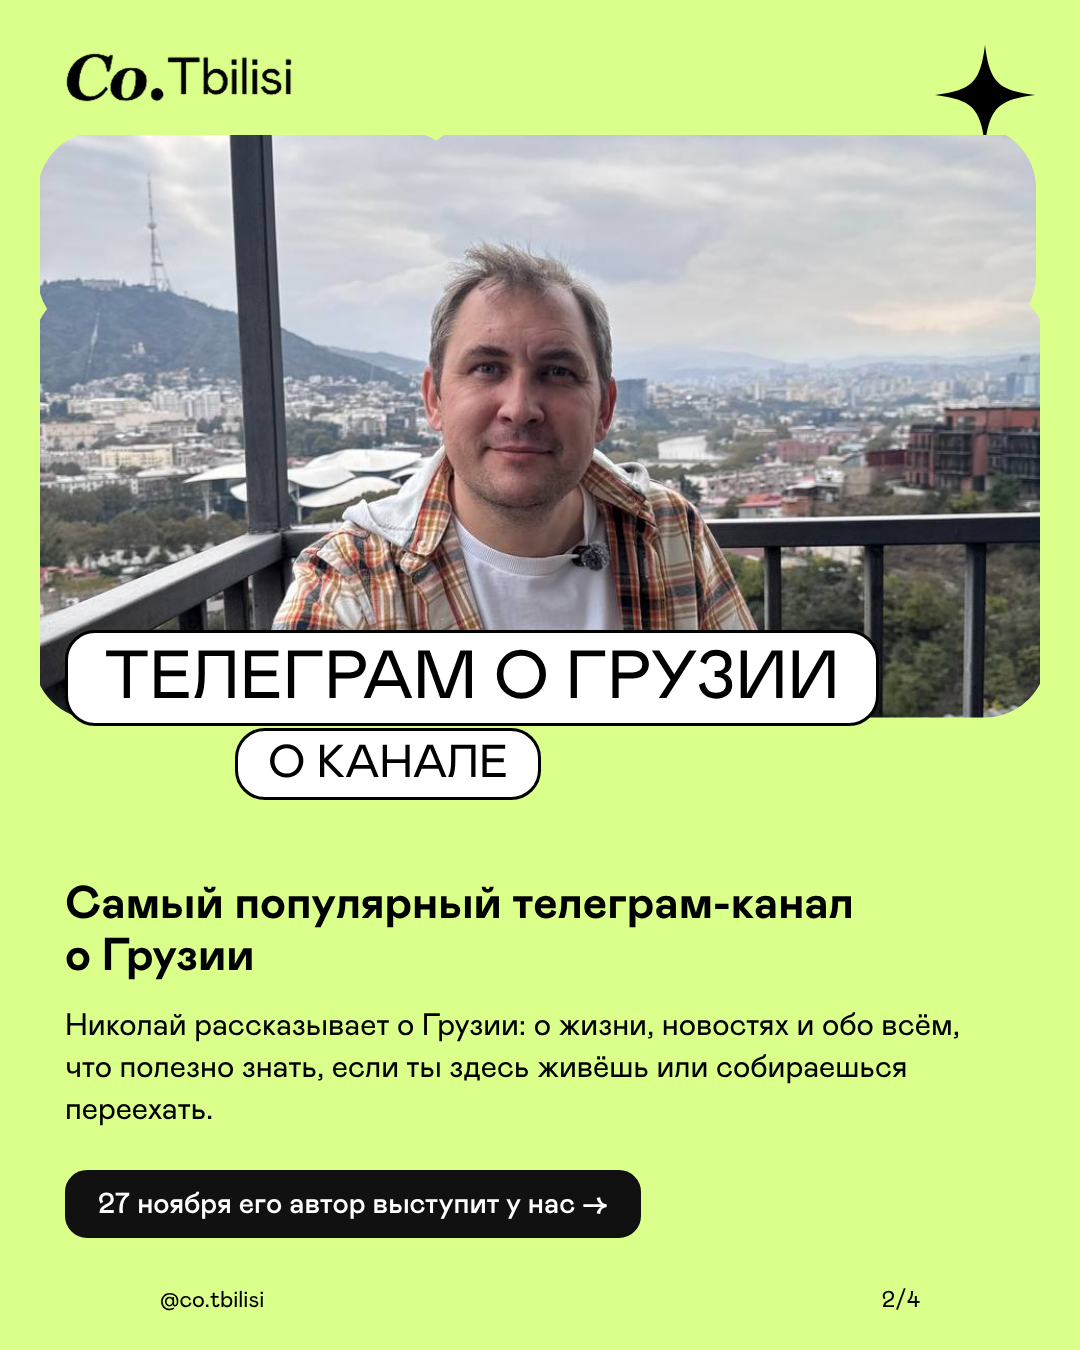 Co.Tbilisi
ТЕЛЕГРАМ О ГРУЗИИ
О КАНАЛЕ
Самый популярный телеграм-канал
о Грузии
Николай рассказывает о Грузии: о жизни, новостях и обо всём,
что полезно знать, если ты здесь живёшь или собираешься
переехать.
27 ноября его автор выступит у нас →
@co.tbilisi
2/4